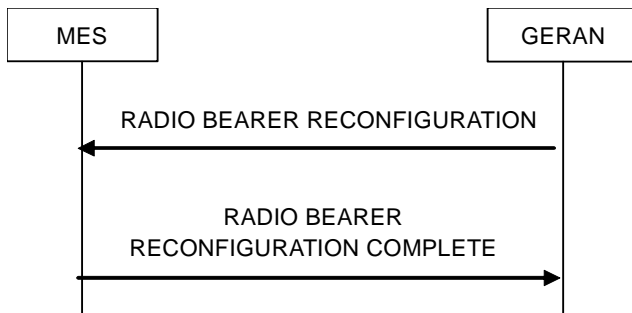 MES
GERAN
RADIO BEARER RECONFIGURATION
RADIO BEARER
RECONFIGURATION COMPLETE